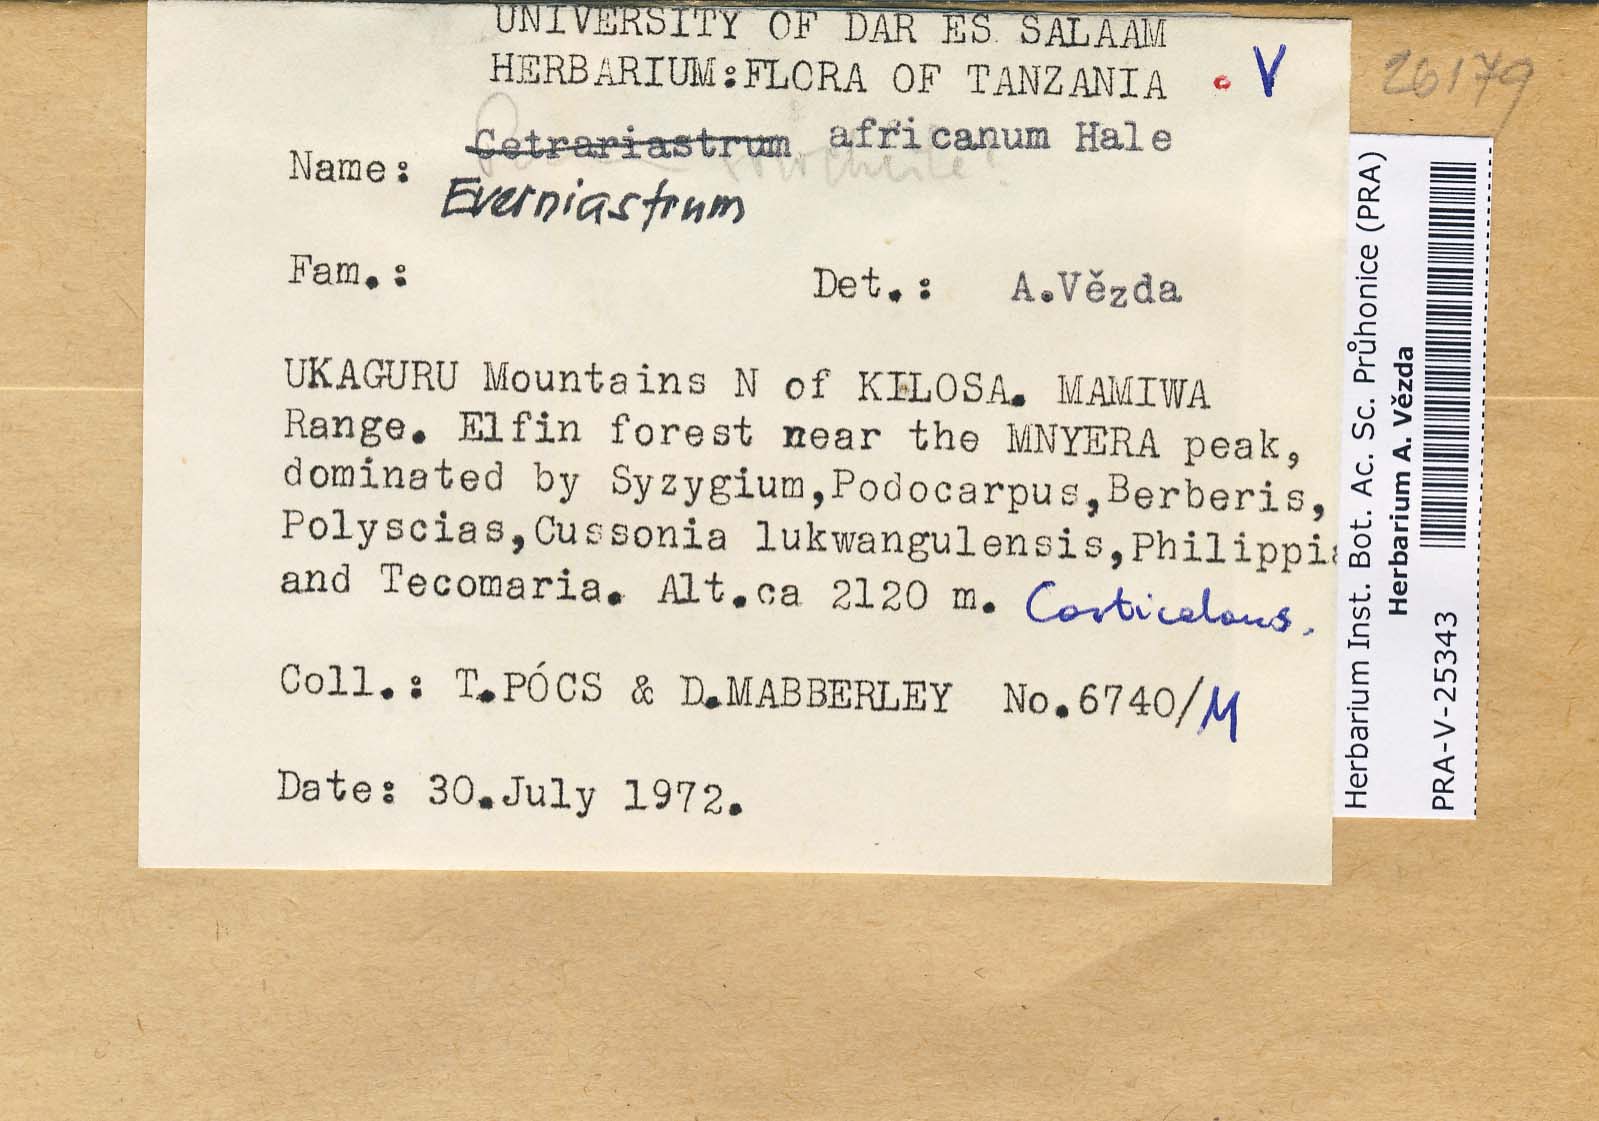 UNIVERSITY OF DAR ES SALAAM
HERBARIUM:FLORA OF TANZANIA . V
26179
Name: Cetrariastrum africanum Hale
Everniastrum
Fam.: Det.: A.Vězda
UKAGURU Mountains N of KILOSA. MAMIWA
Range. Elfin forest near the MNYERA peak,
dominated by Syzygium,Podocarpus,Berberis,
Polyscias,Cussonia lukwangulensis,Philippia
and Tecomaria. Alt.ca 2120 m. Corticolous.
Coll.: T.PÓCS & D.MABBERLEY No.6740/M
Date: 30.July 1972.
Herbarium Inst. Bot. Ac. Sc. Průhonice (PRA)
Herbarium A. Vězda
PRA-V-25343